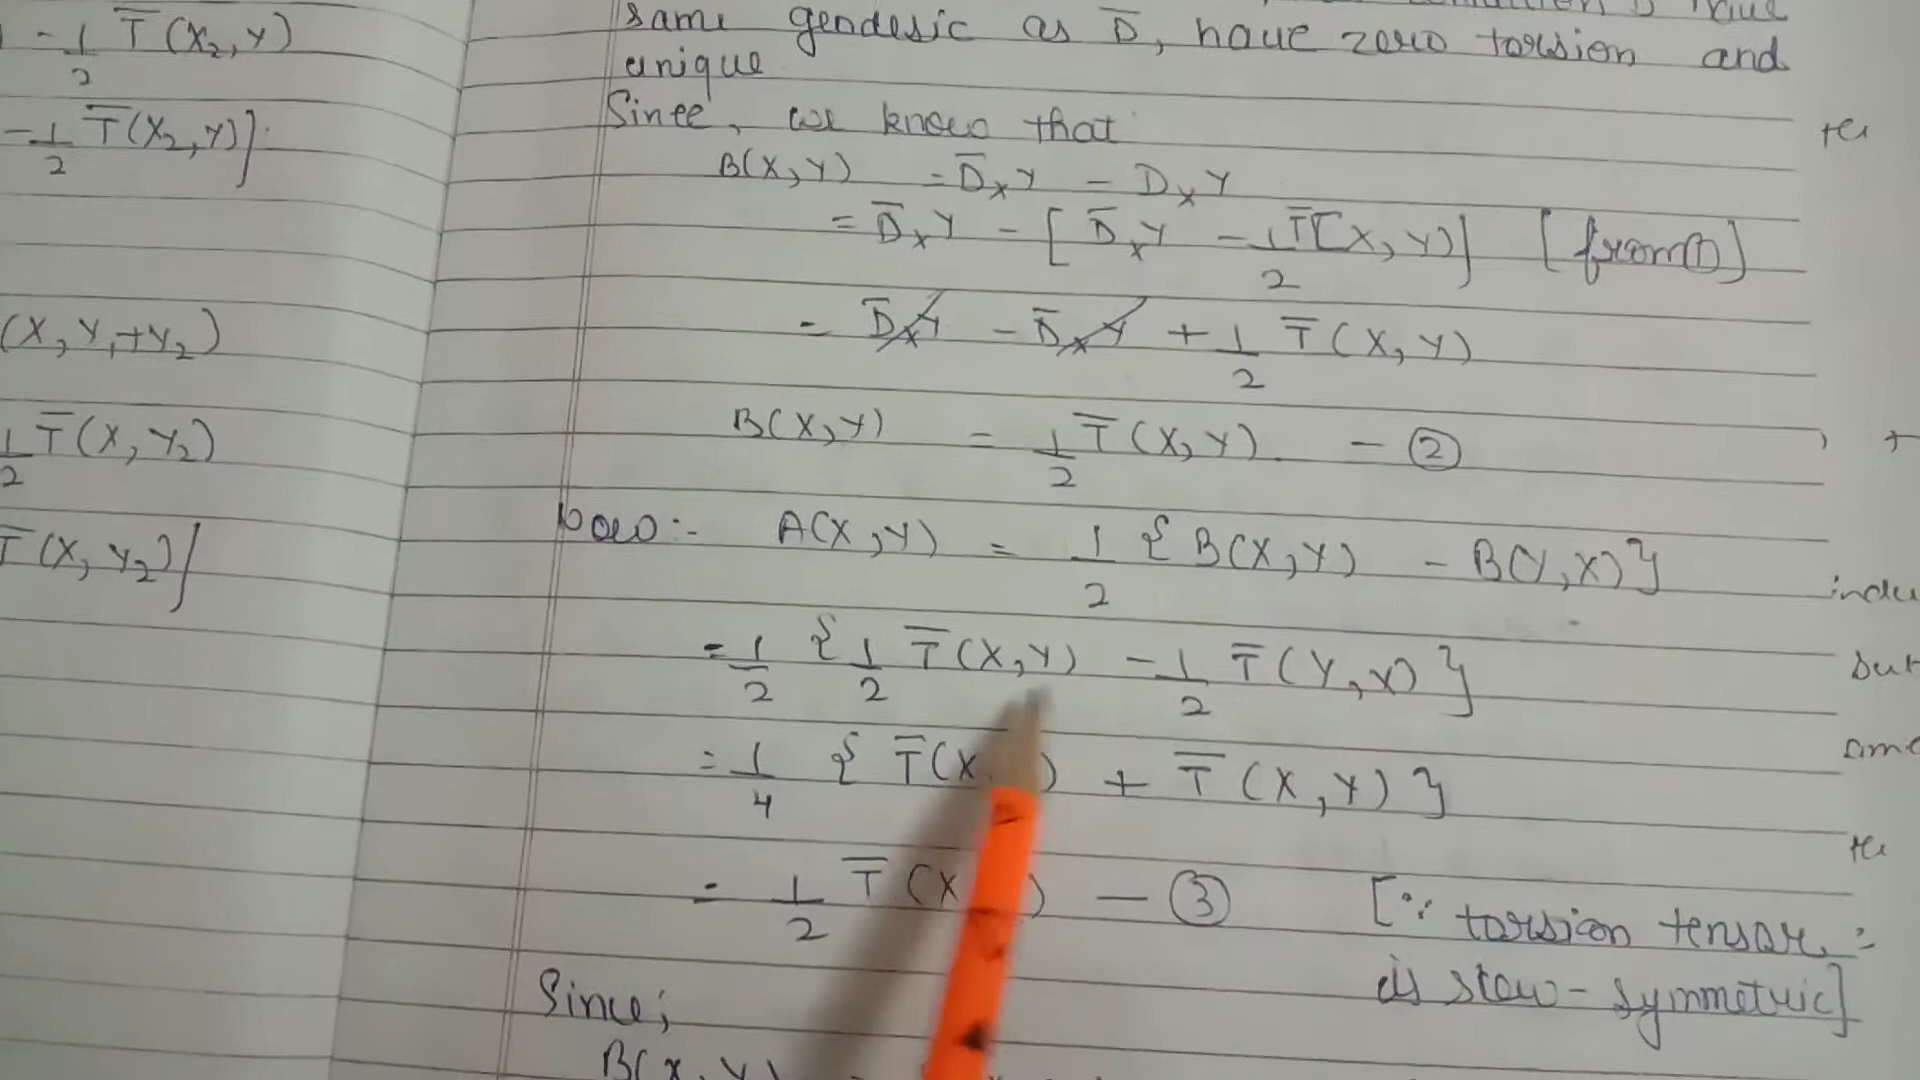 - 1/2 T̄(X₂,Y)
- 1/2 T̄(X₂,Y)].
(X, Y₁+Y₂)
1/2 T̄(X, Y₂)
T̄(X, Y₂)]
same geodesic as D̄, have zero torsion and
unique
Since, we know that
B(X,Y) = D̄ₓY - DₓY
= D̄ₓY - [D̄ₓY - 1/2 T̄(X,Y)] [from ①]
= D̄ₓY - D̄ₓY + 1/2 T̄(X,Y)
B(X,Y) = 1/2 T̄(X,Y). - ②
Now:- A(X,Y) = 1/2 {B(X,Y) - B(Y,X)}
= 1/2 {1/2 T̄(X,Y) - 1/2 T̄(Y,X)}
= 1/4 {T̄(X ) + T̄(X,Y)}
= 1/2 T̄(X ) - ③ [∵ torsion tensor
is skew-symmetric]
Since;
B(X,Y)